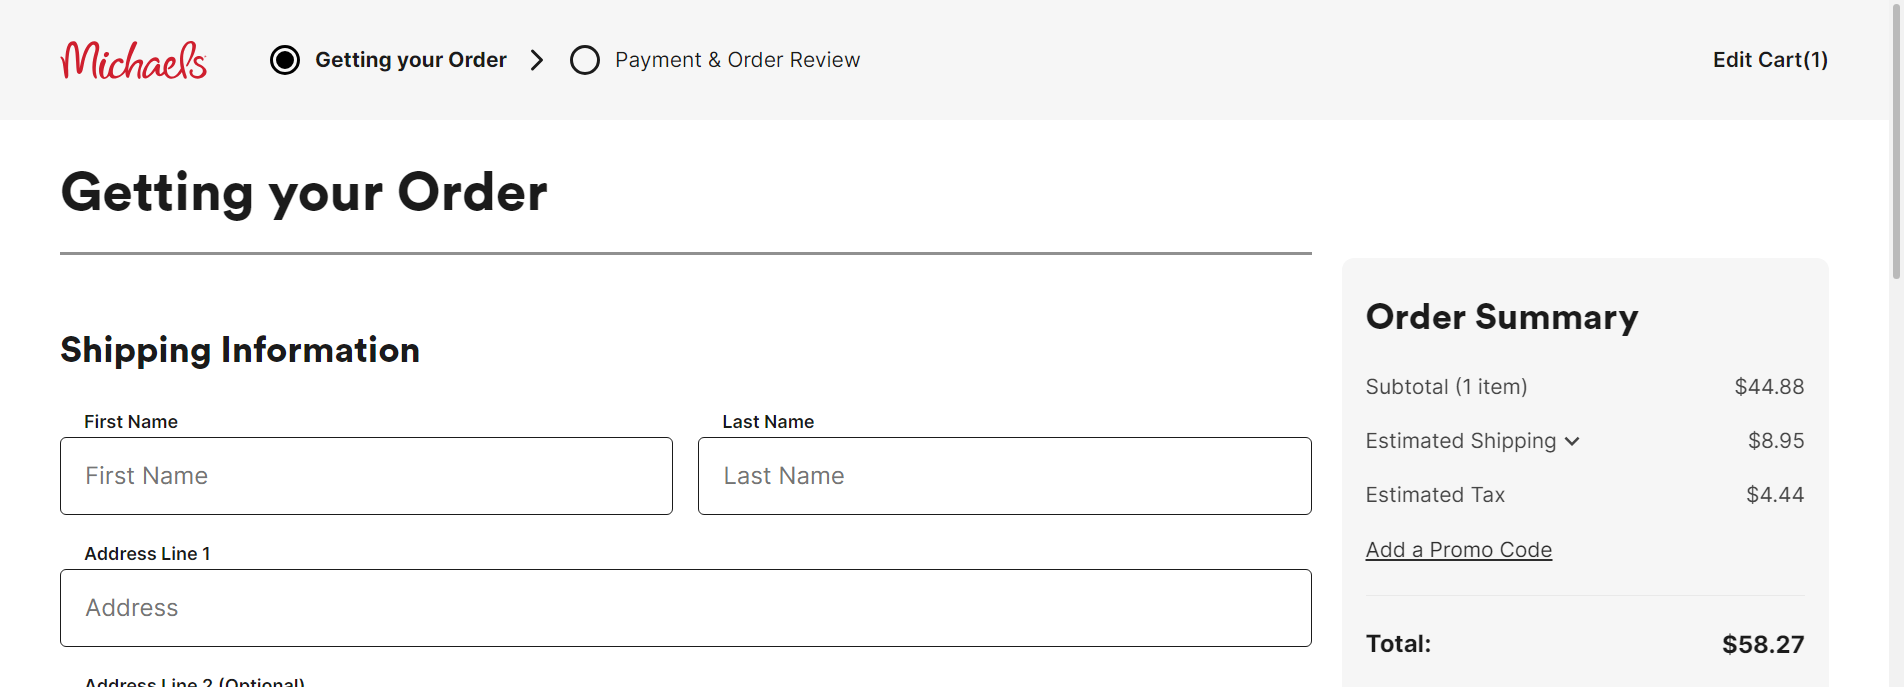 Michaels
Getting your Order
Payment & Order Review
Edit Cart(1)
Getting your Order
Shipping Information
First Name
Last Name
First Name
Last Name
Address Line 1
Address
Address Line 2 (Optional)
Order Summary
Subtotal (1 item) $44.88
Estimated Shipping $8.95
Estimated Tax $4.44
Add a Promo Code
Total: $58.27